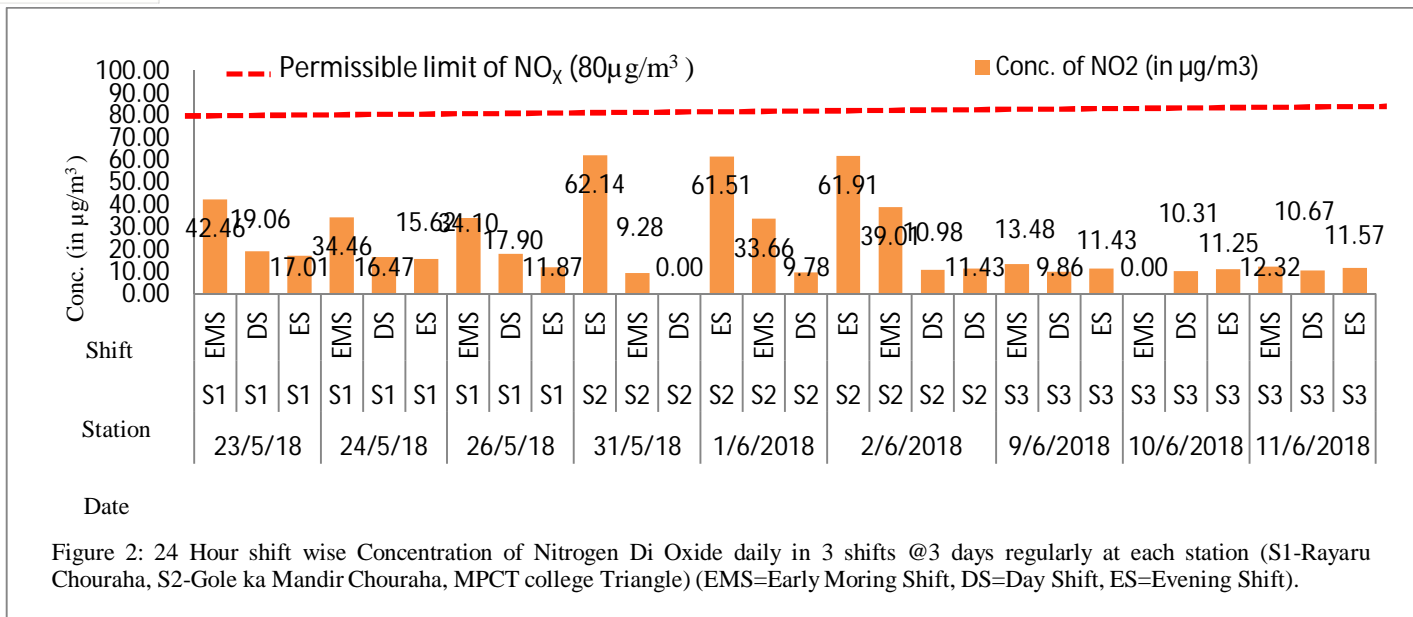 Permissible limit of NOX (80µg/m³ )
Conc. of NO2 (in µg/m3)
Conc. (in µg/m³ )
100.00
90.00
80.00
70.00
60.00
50.00
40.00
30.00
20.00
10.00
0.00
42.46 19.06 17.01 34.46 16.47 15.62 34.10 17.90 11.87 62.14 9.28 0.00 61.51 33.66 9.78 61.91 39.01 10.98 11.43 13.48 9.86 11.43 0.00 10.31 11.25 12.32 10.67 11.57
Shift
EMS DS ES EMS DS ES EMS DS ES ES EMS DS ES EMS DS ES EMS DS DS EMS DS ES EMS DS ES EMS DS ES
Station
S1 S1 S1 S1 S1 S1 S1 S1 S1 S2 S2 S2 S2 S2 S2 S2 S2 S2 S2 S3 S3 S3 S3 S3 S3 S3 S3 S3
23/5/18 24/5/18 26/5/18 31/5/18 1/6/2018 2/6/2018 9/6/2018 10/6/2018 11/6/2018
Date
Figure 2: 24 Hour shift wise Concentration of Nitrogen Di Oxide daily in 3 shifts @3 days regularly at each station (S1-Rayaru
Chouraha, S2-Gole ka Mandir Chouraha, MPCT college Triangle) (EMS=Early Moring Shift, DS=Day Shift, ES=Evening Shift).